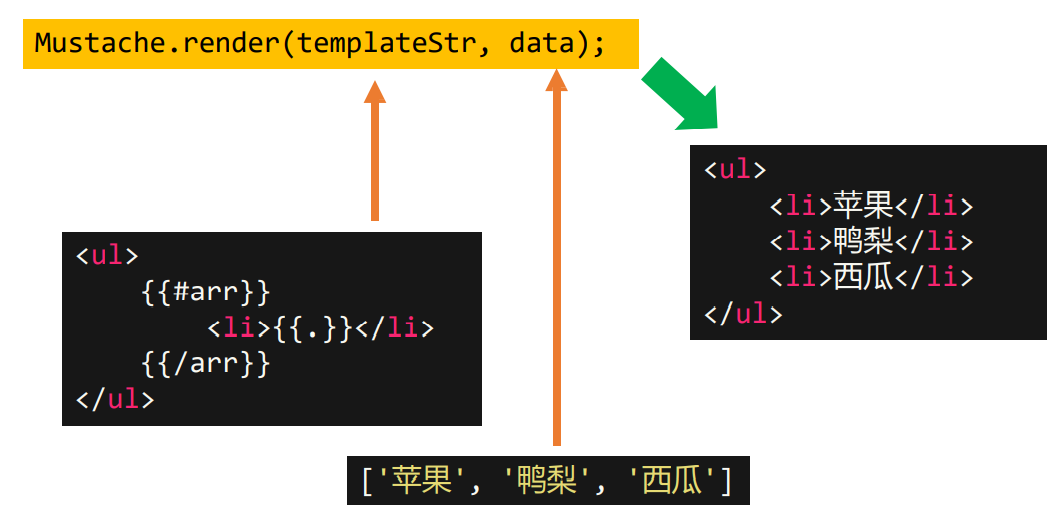 Mustache.render(templateStr, data);
<ul>
    {{#arr}}
        <li>{{.}}</li>
    {{/arr}}
</ul>
['苹果', '鸭梨', '西瓜']
<ul>
    <li>苹果</li>
    <li>鸭梨</li>
    <li>西瓜</li>
</ul>